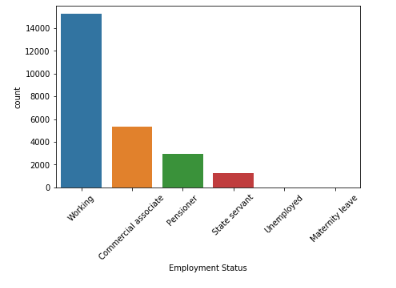 14000
12000
10000
8000
6000
4000
2000
0
count
Working
Commercial associate
Pensioner
State servant
Unemployed
Maternity leave
Employment Status